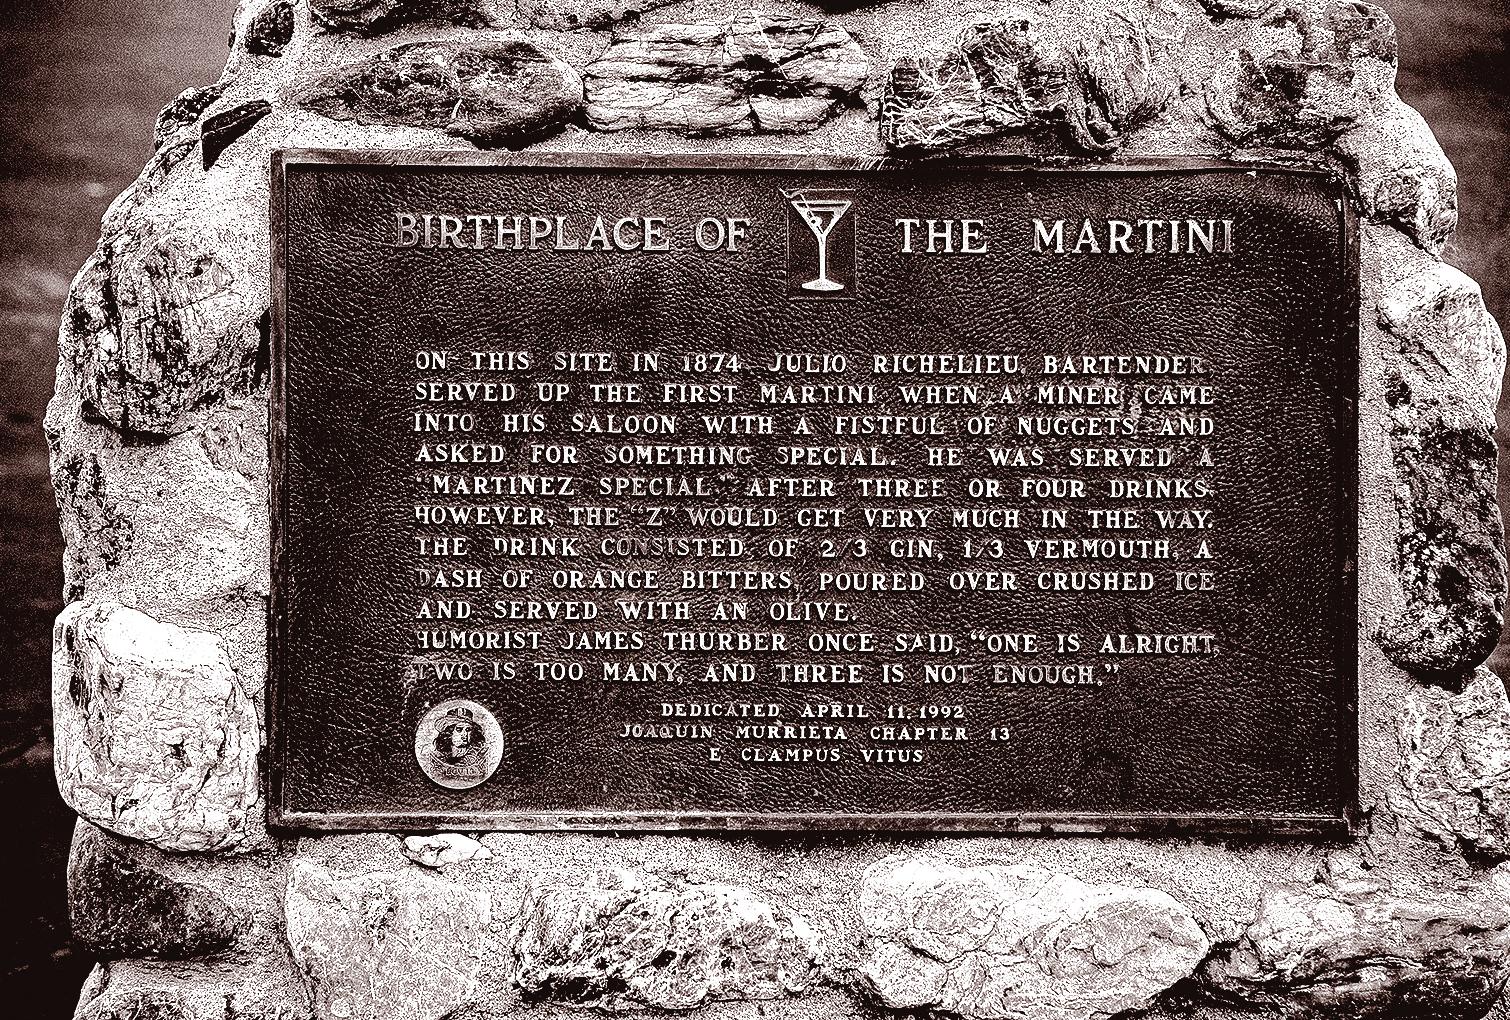 BIRTHPLACE OF THE MARTINI
ON THIS SITE IN 1874 JULIO RICHELIEU, BARTENDER
SERVED UP THE FIRST MARTINI WHEN A MINER CAME
INTO HIS SALOON WITH A FISTFUL OF NUGGETS AND
ASKED FOR SOMETHING SPECIAL. HE WAS SERVED A
"MARTINEZ SPECIAL." AFTER THREE OR FOUR DRINKS
HOWEVER, THE "Z" WOULD GET VERY MUCH IN THE WAY.
THE DRINK CONSISTED OF 2/3 GIN, 1/3 VERMOUTH, A
DASH OF ORANGE BITTERS, POURED OVER CRUSHED ICE
AND SERVED WITH AN OLIVE.
HUMORIST JAMES THURBER ONCE SAID, "ONE IS ALRIGHT,
TWO IS TOO MANY, AND THREE IS NOT ENOUGH."
DEDICATED APRIL 11, 1992
JOAQUIN MURRIETA CHAPTER 13
E CLAMPUS VITUS